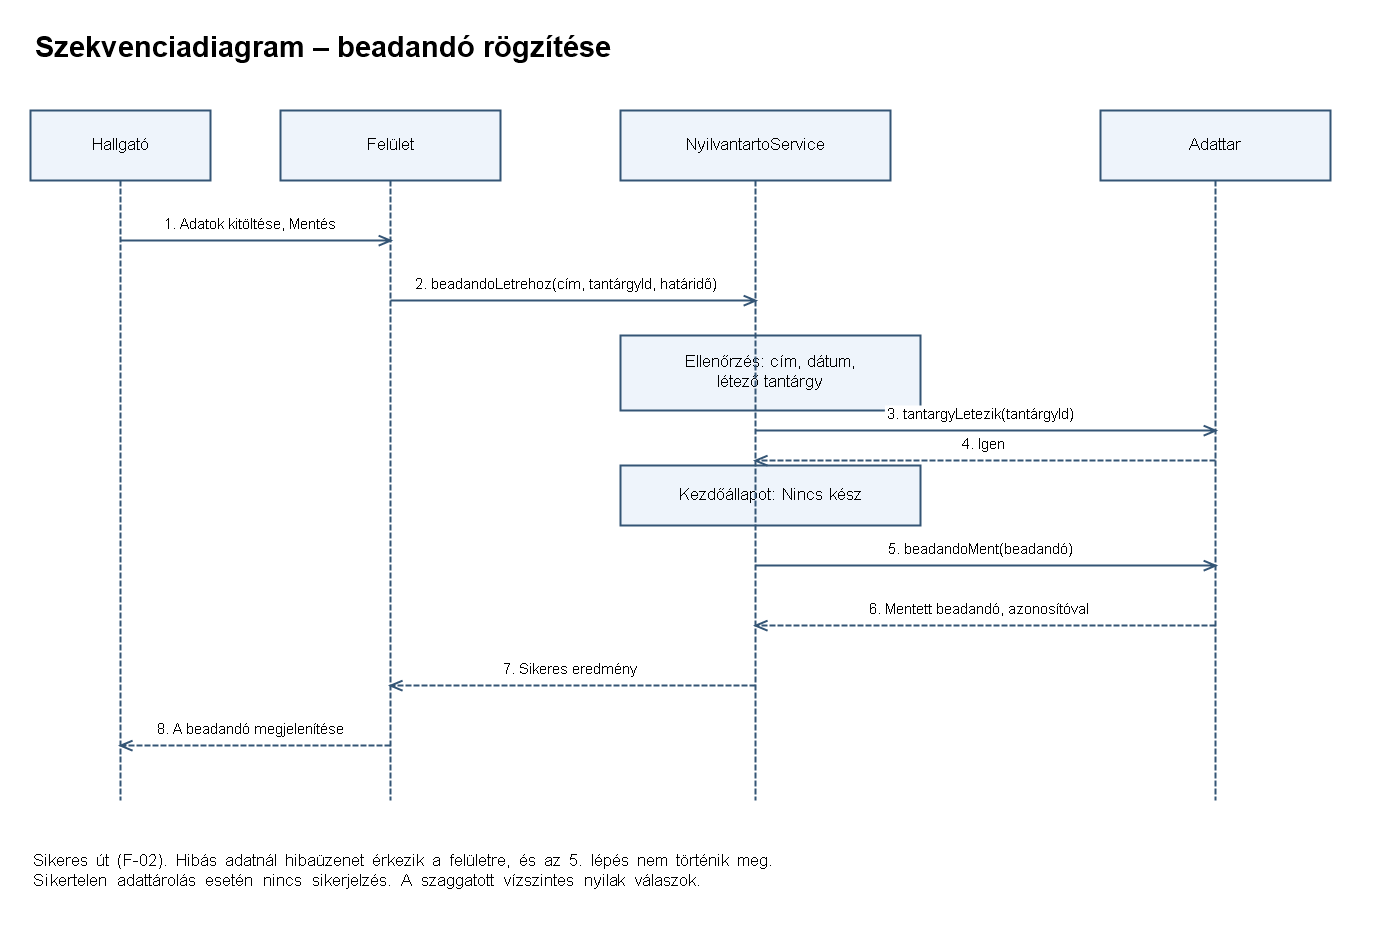 Szekvenciadiagram – beadandó rögzítése
Hallgató
Felület
NyilvantartoService
Adattar
1. Adatok kitöltése, Mentés
2. beadandoLetrehoz(cím, tantárgyId, határidő)
Ellenőrzés: cím, dátum,
létező tantárgy
3. tantargyLetezik(tantárgyId)
4. Igen
Kezdőállapot: Nincs kész
5. beadandoMent(beadandó)
6. Mentett beadandó, azonosítóval
7. Sikeres eredmény
8. A beadandó megjelenítése
Sikeres út (F-02). Hibás adatnál hibaüzenet érkezik a felületre, és az 5. lépés nem történik meg.
Sikertelen adattárolás esetén nincs sikerjelzés. A szaggatott vízszintes nyilak válaszok.